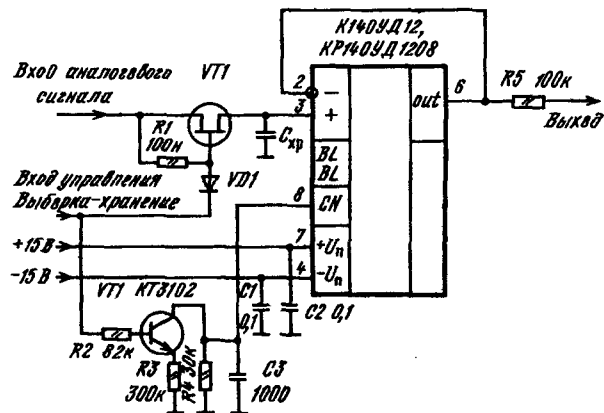 К140УД12,
КР140УД1208
Вход аналогового
сигнала
VT1
R1
100к
Cхр
VD1
Вход управления
Выборка-хранение
+15В
-15В
2
3
8
7
4
6
-
+
BL
BL
CN
+Uп
-Uп
out
R5 100к
Выход
VT1 КТ3102
R2 82к
R3
300к
R4 30к
C1
0,1
C2 0,1
C3
1000